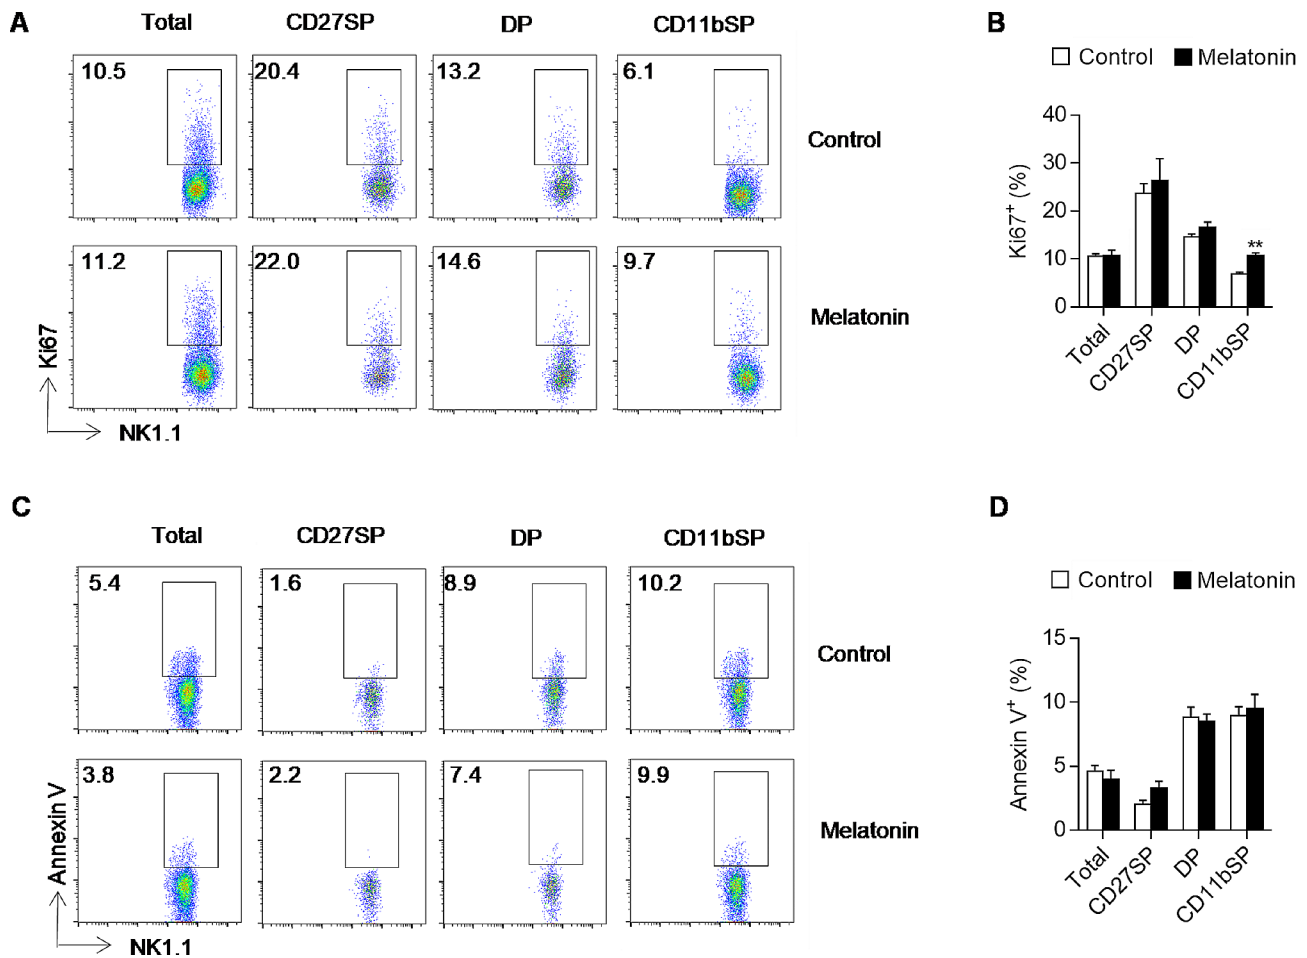 A
Total CD27SP DP CD11bSP
10.5 20.4 13.2 6.1
Control
11.2 22.0 14.6 9.7
Melatonin
Ki67
NK1.1
B
Control Melatonin
Ki67+ (%)
40
30
20
10
0
**
Total CD27SP DP CD11bSP
C
Total CD27SP DP CD11bSP
5.4 1.6 8.9 10.2
Control
3.8 2.2 7.4 9.9
Melatonin
Annexin V
NK1.1
D
Control Melatonin
Annexin V+ (%)
15
10
5
0
Total CD27SP DP CD11bSP